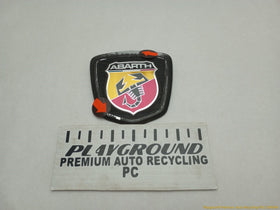 ABARTH
PLAYGROUND
PREMIUM AUTO RECYCLING
PC